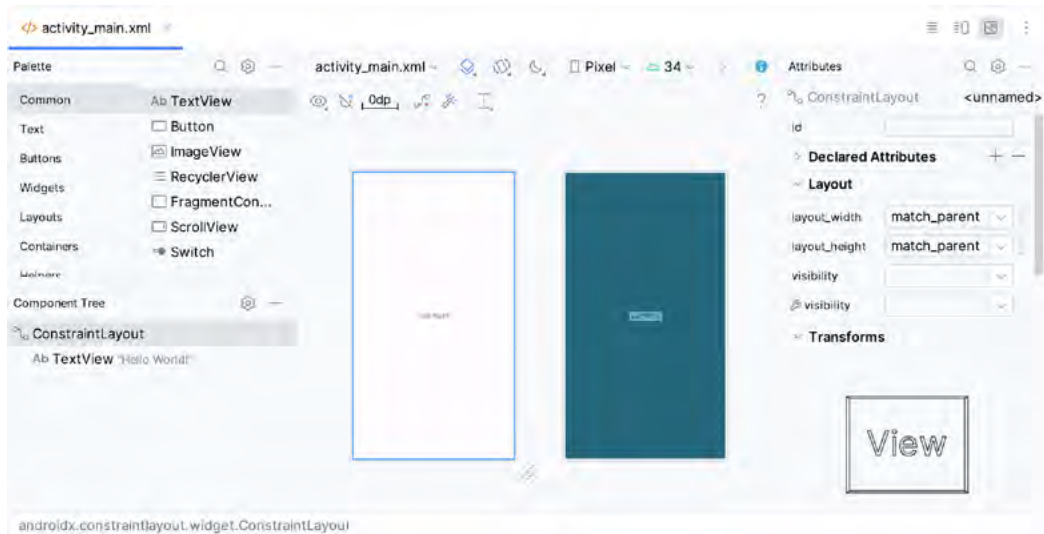 activity_main.xml
Palette
activity_main.xml
Pixel
34
Attributes
Common
Ab TextView
0dp
?
ConstraintLayout
<unnamed>
Text
Button
id
Buttons
ImageView
Declared Attributes
Widgets
RecyclerView
Layout
FragmentCon...
Layouts
ScrollView
layout_width
match_parent
Containers
Switch
layout_height
match_parent
Helpers
visibility
Component Tree
visibility
ConstraintLayout
Transforms
Ab TextView "Hello World!"
View
androidx.constraintlayout.widget.ConstraintLayout